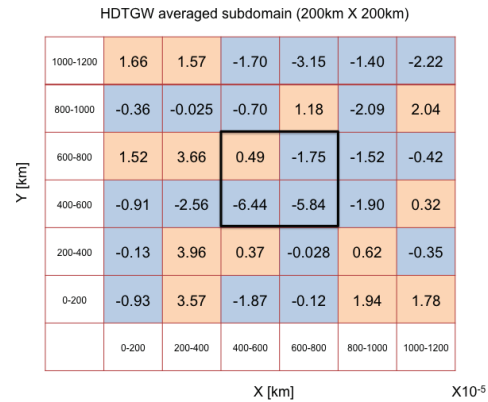 HDTGW averaged subdomain (200km X 200km)
1000-1200 1.66 1.57 -1.70 -3.15 -1.40 -2.22
800-1000 -0.36 -0.025 -0.70 1.18 -2.09 2.04
600-800 1.52 3.66 0.49 -1.75 -1.52 -0.42
400-600 -0.91 -2.56 -6.44 -5.84 -1.90 0.32
200-400 -0.13 3.96 0.37 -0.028 0.62 -0.35
0-200 -0.93 3.57 -1.87 -0.12 1.94 1.78
0-200 200-400 400-600 600-800 800-1000 1000-1200
Y [km]
X [km]
X10⁻⁵